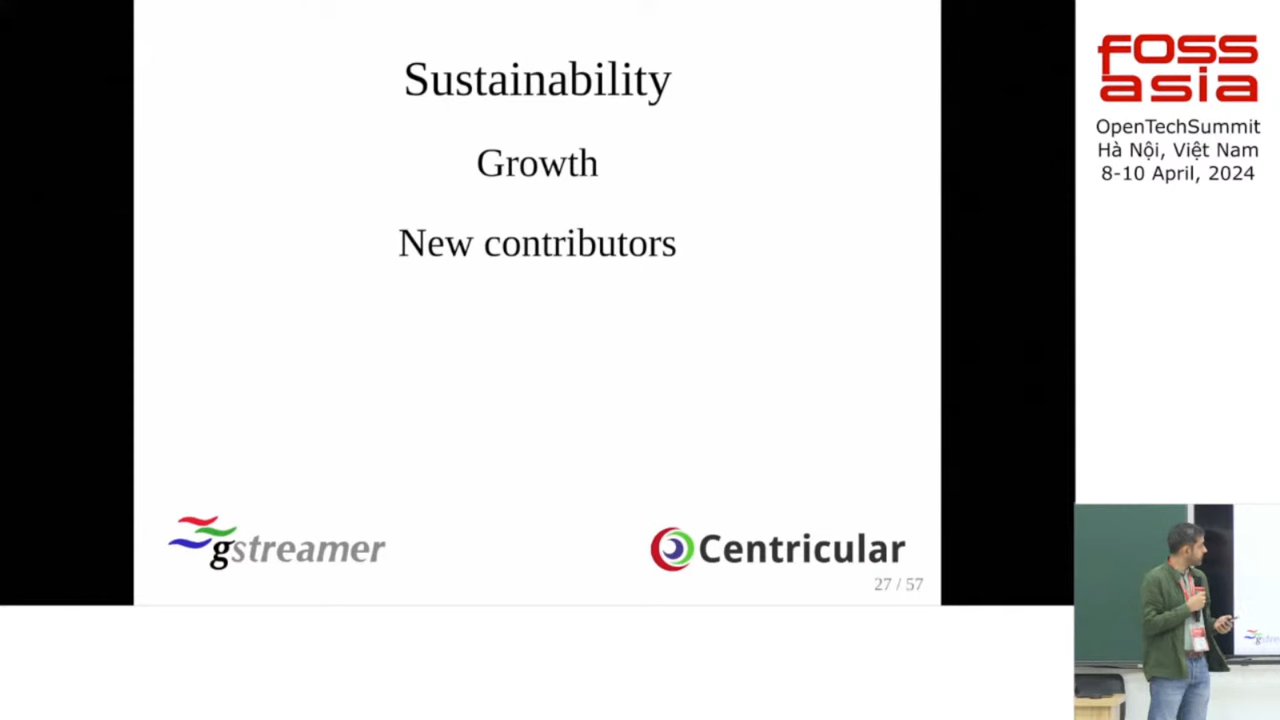 Sustainability
Growth
New contributors
gstreamer
Centricular
27 / 57
FOSS
asia
OpenTechSummit
Hà Nội, Việt Nam
8-10 April, 2024